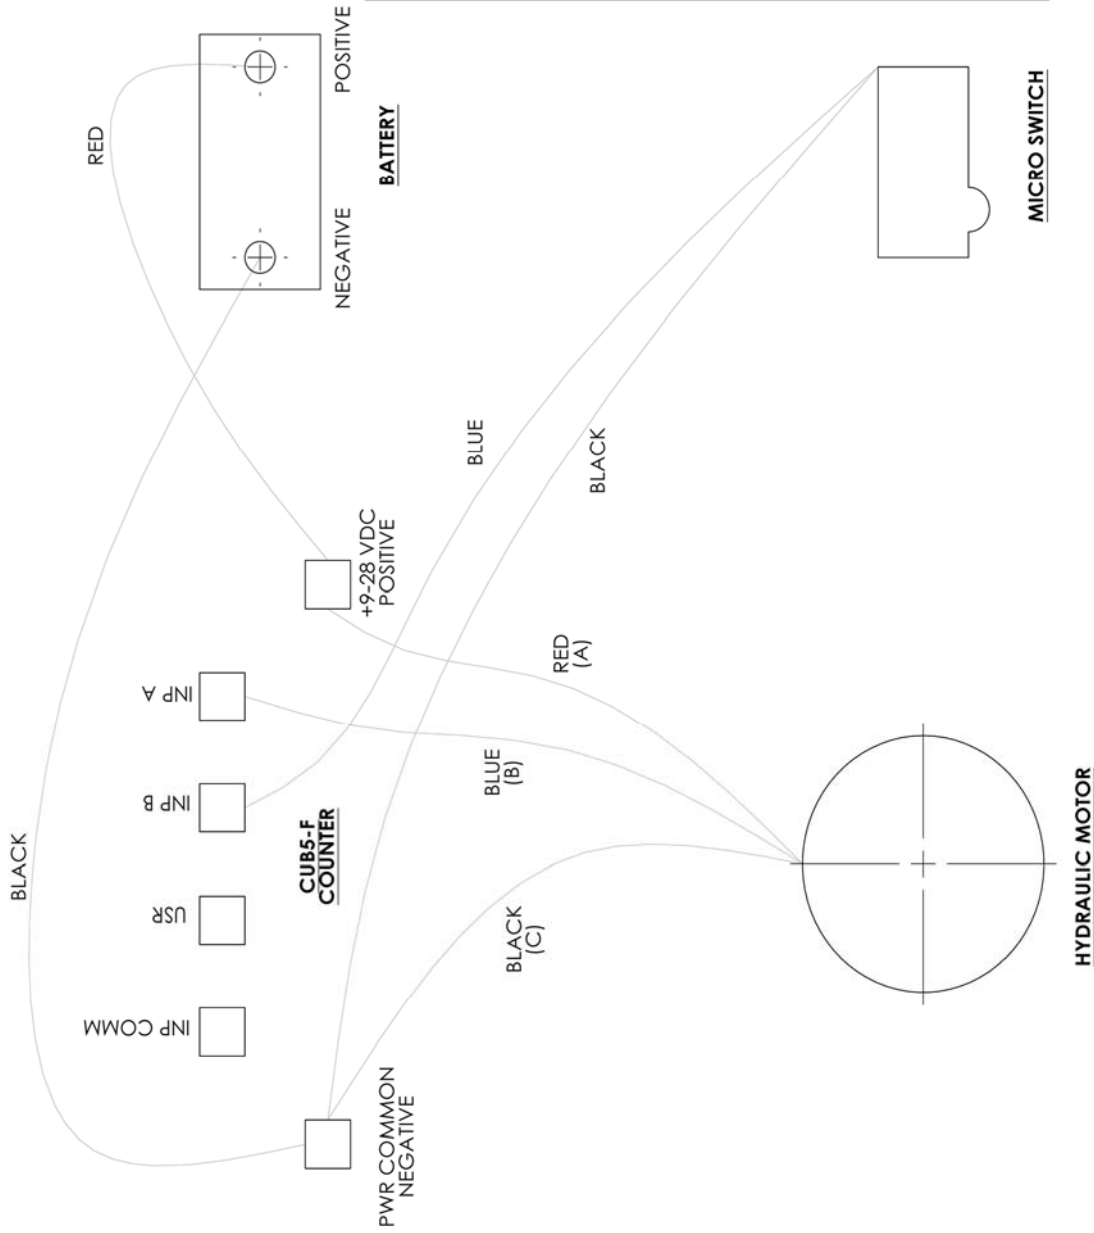 BLACK
RED
NEGATIVE
POSITIVE
BATTERY
INP COMM
USR
INP B
INP A
CUB5-F
COUNTER
+9-28 VDC
POSITIVE
PWR COMMON
NEGATIVE
BLUE
BLACK
BLACK
(C)
BLUE
(B)
RED
(A)
HYDRAULIC MOTOR
MICRO SWITCH